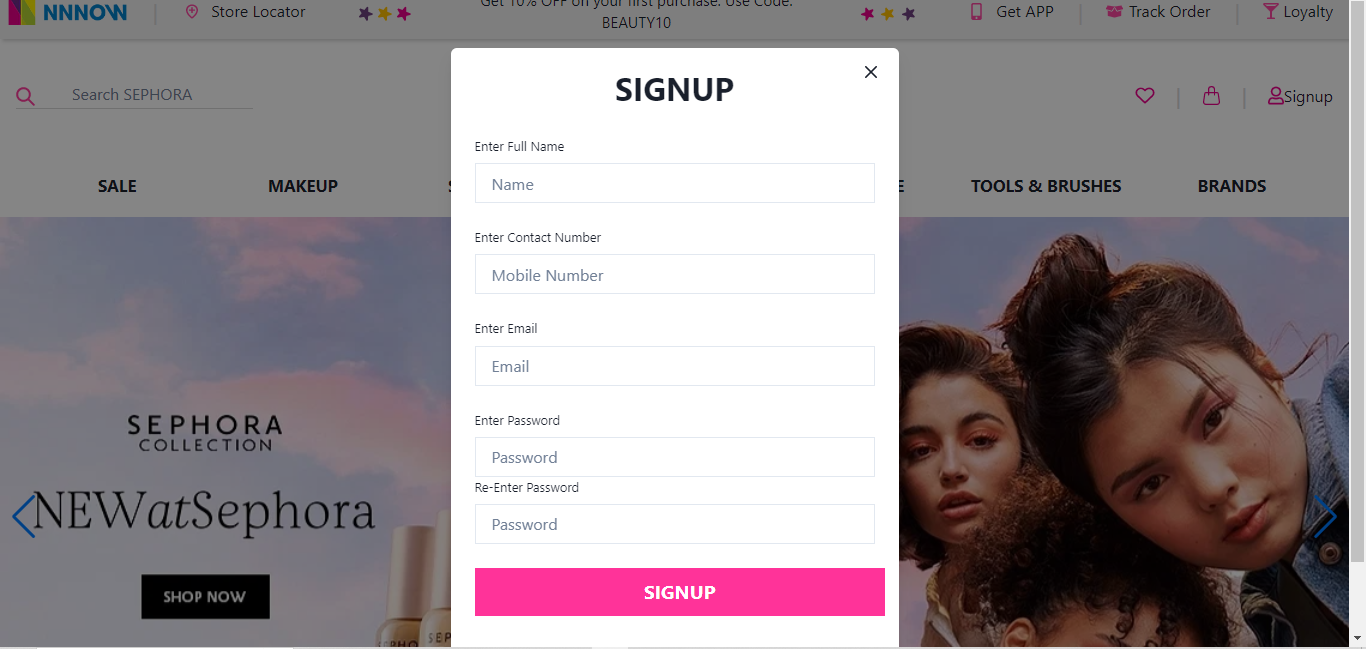 NNNOW
Store Locator
Get 10% OFF on your first purchase. Use Code:
BEAUTY10
Get APP
Track Order
Loyalty
Search SEPHORA
Signup
SALE
MAKEUP
TOOLS & BRUSHES
BRANDS
SIGNUP
Enter Full Name
Name
Enter Contact Number
Mobile Number
Enter Email
Email
Enter Password
Password
Re-Enter Password
Password
SIGNUP
SEPHORA
COLLECTION
NEWatSephora
SHOP NOW